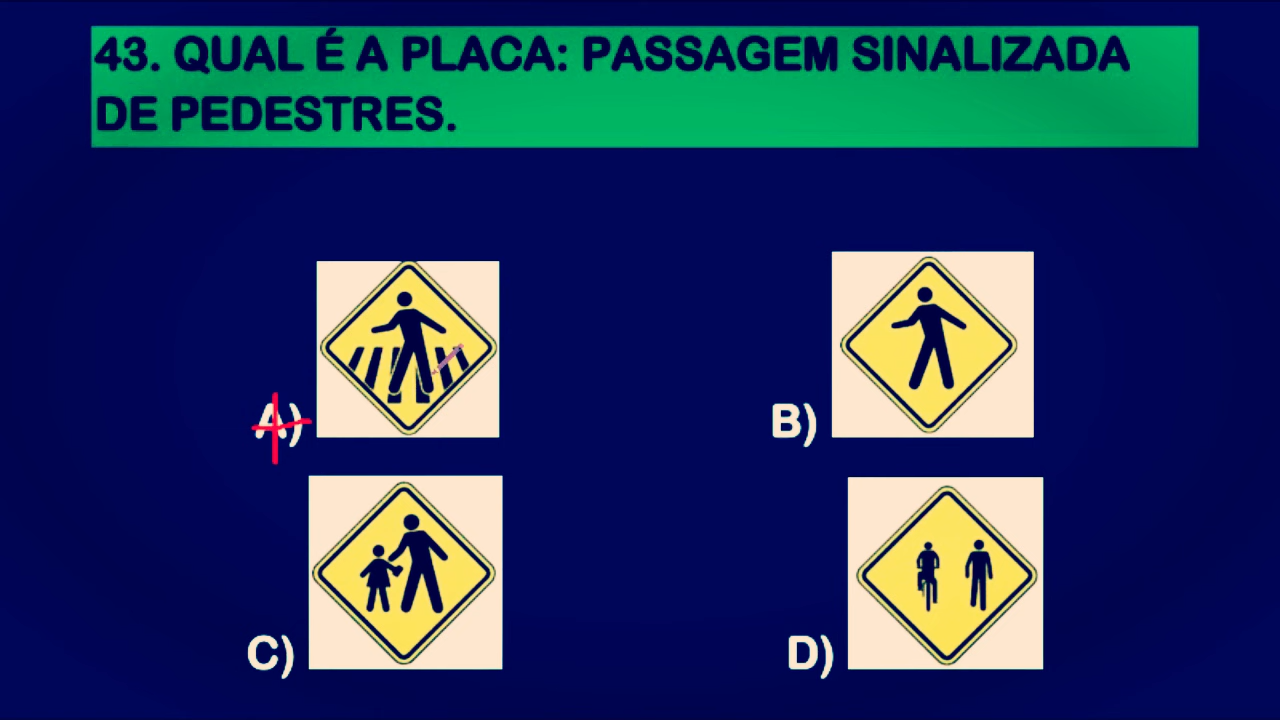 43. QUAL É A PLACA: PASSAGEM SINALIZADA
DE PEDESTRES.
A)
B)
C)
D)